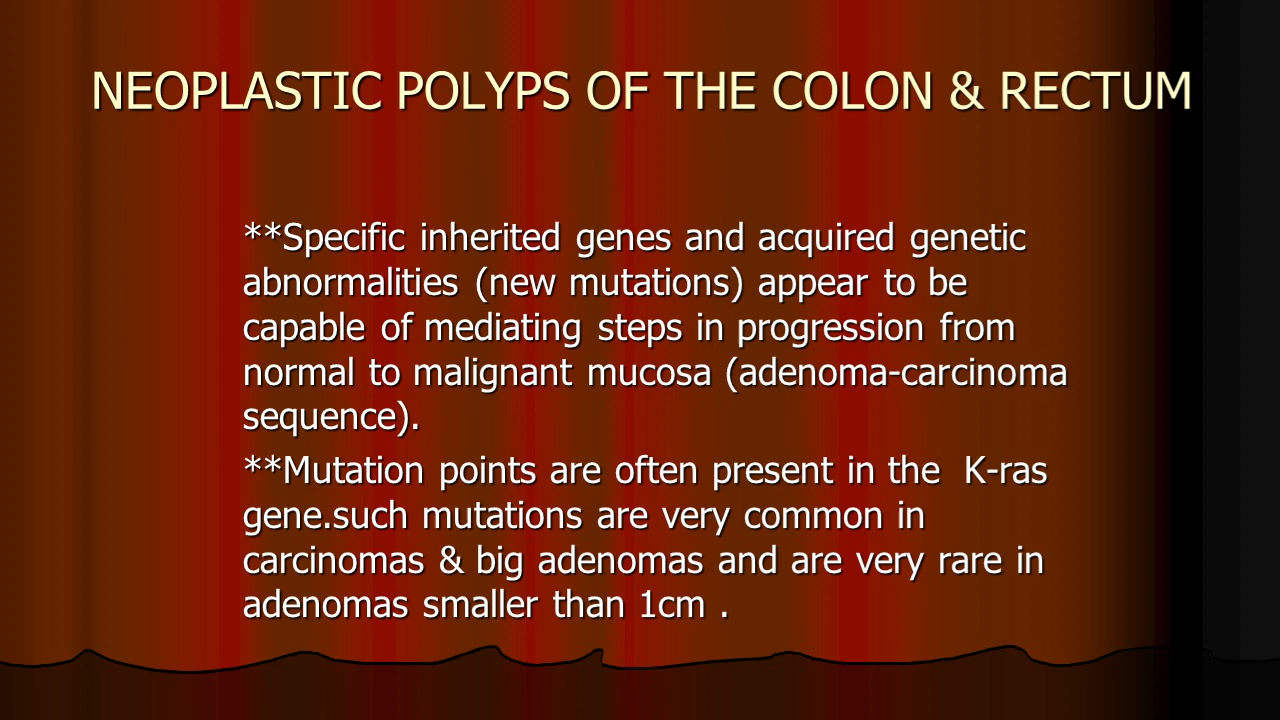 NEOPLASTIC POLYPS OF THE COLON & RECTUM
**Specific inherited genes and acquired genetic
abnormalities (new mutations) appear to be
capable of mediating steps in progression from
normal to malignant mucosa (adenoma-carcinoma
sequence).
**Mutation points are often present in the K-ras
gene.such mutations are very common in
carcinomas & big adenomas and are very rare in
adenomas smaller than 1cm .